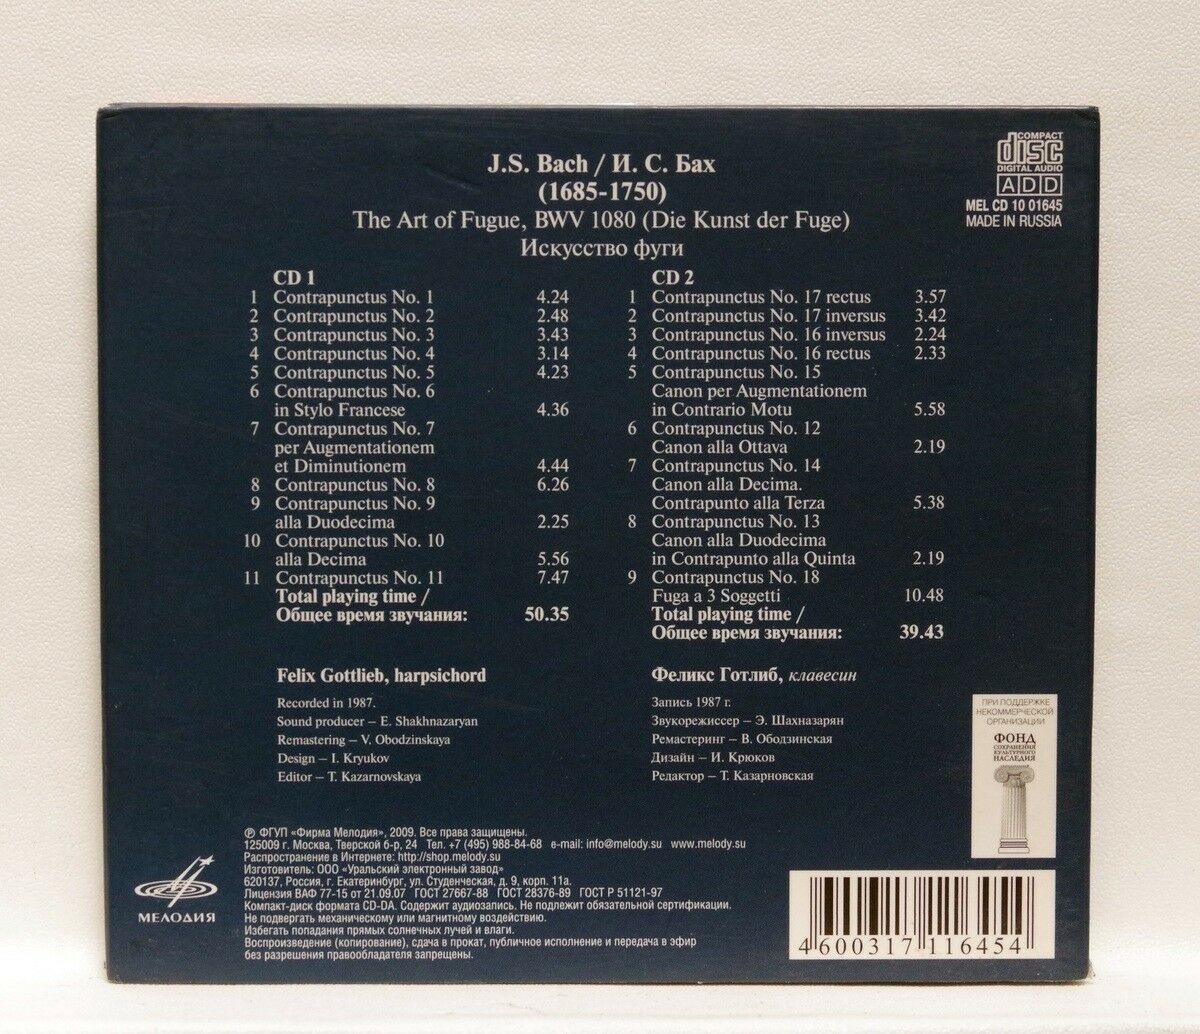 COMPACT
disc
DIGITAL AUDIO
ADD
MEL CD 10 01645
MADE IN RUSSIA
J.S. Bach / И. С. Бах
(1685-1750)
The Art of Fugue, BWV 1080 (Die Kunst der Fuge)
Искусство фуги
CD 1
1 Contrapunctus No. 1 4.24
2 Contrapunctus No. 2 2.48
3 Contrapunctus No. 3 3.43
4 Contrapunctus No. 4 3.14
5 Contrapunctus No. 5 4.23
6 Contrapunctus No. 6
in Stylo Francese 4.36
7 Contrapunctus No. 7
per Augmentationem
et Diminutionem 4.44
8 Contrapunctus No. 8 6.26
9 Contrapunctus No. 9
alla Duodecima 2.25
10 Contrapunctus No. 10
alla Decima 5.56
11 Contrapunctus No. 11 7.47
Total playing time /
Общее время звучания: 50.35
CD 2
1 Contrapunctus No. 17 rectus 3.57
2 Contrapunctus No. 17 inversus 3.42
3 Contrapunctus No. 16 inversus 2.24
4 Contrapunctus No. 16 rectus 2.33
5 Contrapunctus No. 15
Canon per Augmentationem
in Contrario Motu 5.58
6 Contrapunctus No. 12
Canon alla Ottava 2.19
7 Contrapunctus No. 14
Canon alla Decima.
Contrapunto alla Terza 5.38
8 Contrapunctus No. 13
Canon alla Duodecima
in Contrapunto alla Quinta 2.19
9 Contrapunctus No. 18
Fuga a 3 Soggetti 10.48
Total playing time /
Общее время звучания: 39.43
Felix Gottlieb, harpsichord
Recorded in 1987.
Sound producer – E. Shakhnazaryan
Remastering – V. Obodzinskaya
Design – I. Kryukov
Editor – T. Kazarnovskaya
Феликс Готлиб, клавесин
Запись 1987 г.
Звукорежиссер – Э. Шахназарян
Ремастеринг – В. Ободзинская
Дизайн – И. Крюков
Редактор – Т. Казарновская
ПРИ ПОДДЕРЖКЕ
НЕКОММЕРЧЕСКОЙ
ОРГАНИЗАЦИИ
ФОНД
СОХРАНЕНИЯ
КУЛЬТУРНОГО
НАСЛЕДИЯ
МЕЛОДИЯ
℗ ФГУП «Фирма Мелодия», 2009. Все права защищены.
125009 г. Москва, Тверской б-р, 24 Тел. +7 (495) 988-84-68 e-mail: info@melody.su www.melody.su
Распространение в Интернете: http://shop.melody.su
Изготовитель: ООО «Уральский электронный завод»
620137, Россия, г. Екатеринбург, ул. Студенческая, д. 9, корп. 11а.
Лицензия ВАФ 77-15 от 21.09.07 ГОСТ 27667-88 ГОСТ 28376-89 ГОСТ Р 51121-97
Компакт-диск формата CD-DA. Содержит аудиозапись. Не подлежит обязательной сертификации.
Не подвергать механическому или магнитному воздействию.
Избегать попадания прямых солнечных лучей и влаги.
Воспроизведение (копирование), сдача в прокат, публичное исполнение и передача в эфир
без разрешения правообладателя запрещены.
4 600317 116454